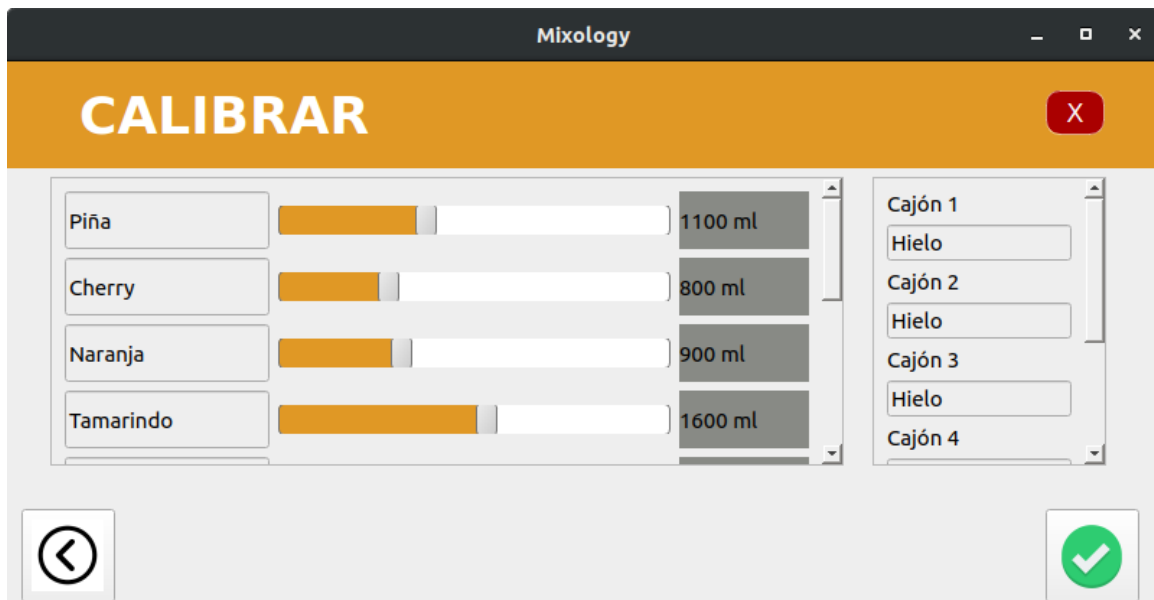 Mixology
CALIBRAR
X
Piña
1100 ml
Cherry
800 ml
Naranja
900 ml
Tamarindo
1600 ml
Cajón 1
Hielo
Cajón 2
Hielo
Cajón 3
Hielo
Cajón 4